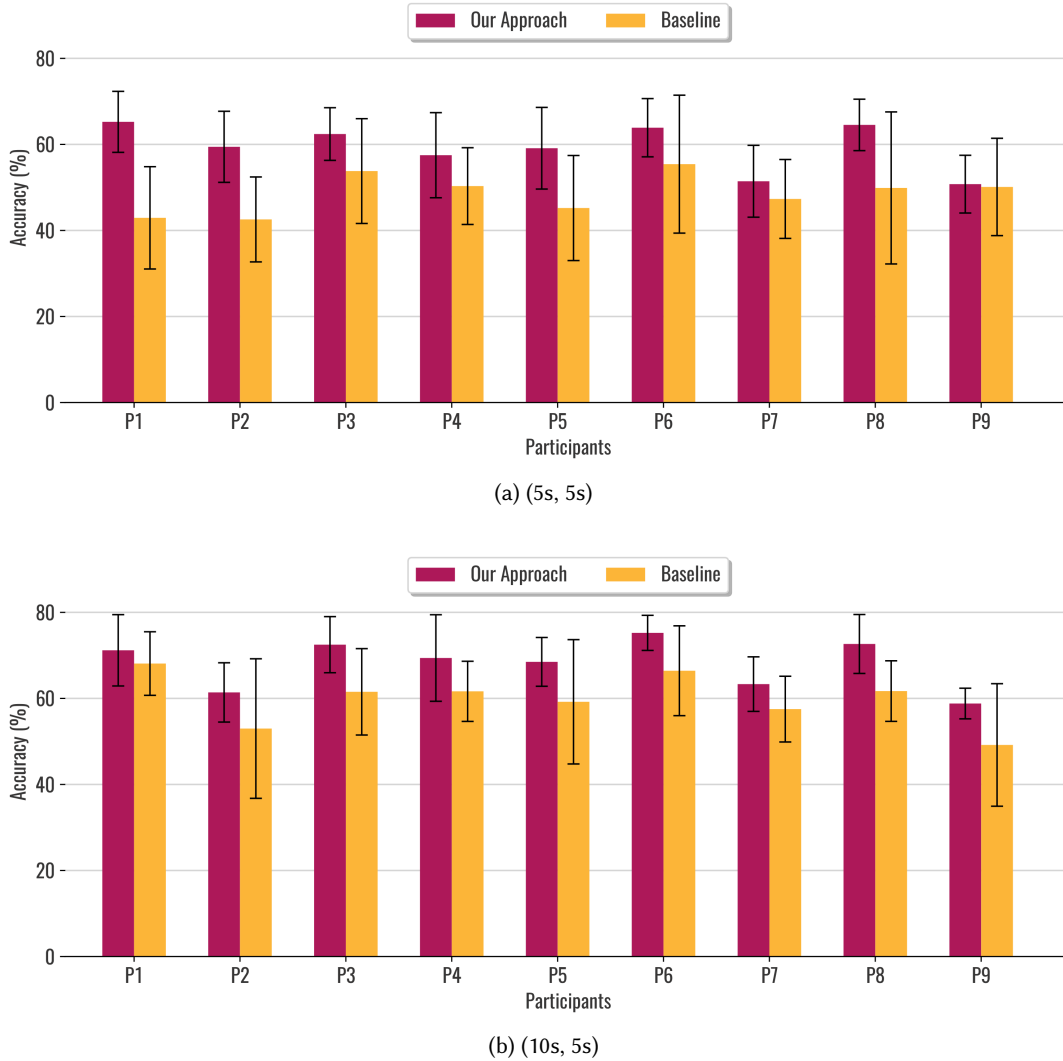 Our Approach Baseline
80
60
40
20
0
Accuracy (%)
P1 P2 P3 P4 P5 P6 P7 P8 P9
Participants
(a) (5s, 5s)
Our Approach Baseline
80
60
40
20
0
Accuracy (%)
P1 P2 P3 P4 P5 P6 P7 P8 P9
Participants
(b) (10s, 5s)